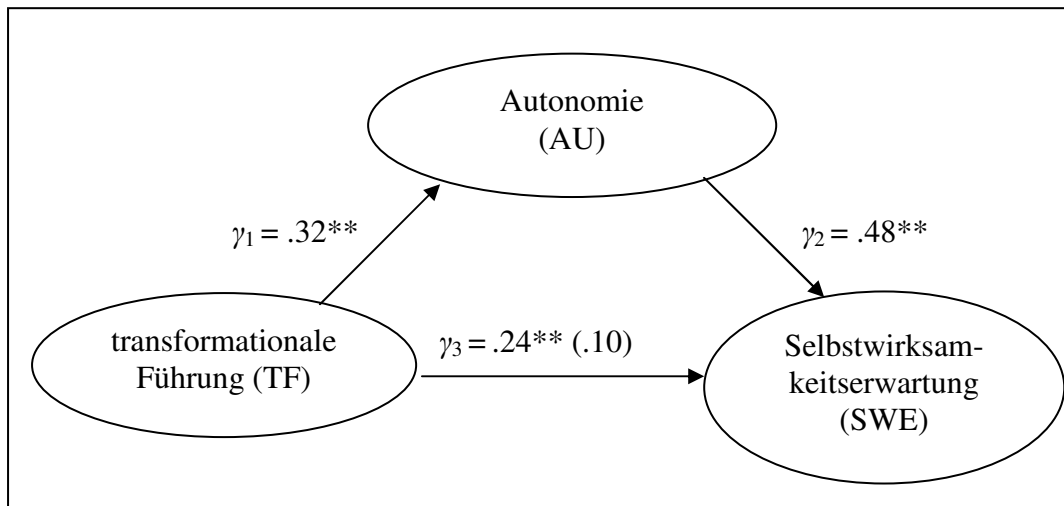 Autonomie
(AU)
γ1 = .32**
γ2 = .48**
transformationale
Führung (TF)
γ3 = .24** (.10)
Selbstwirksam-
keitserwartung
(SWE)